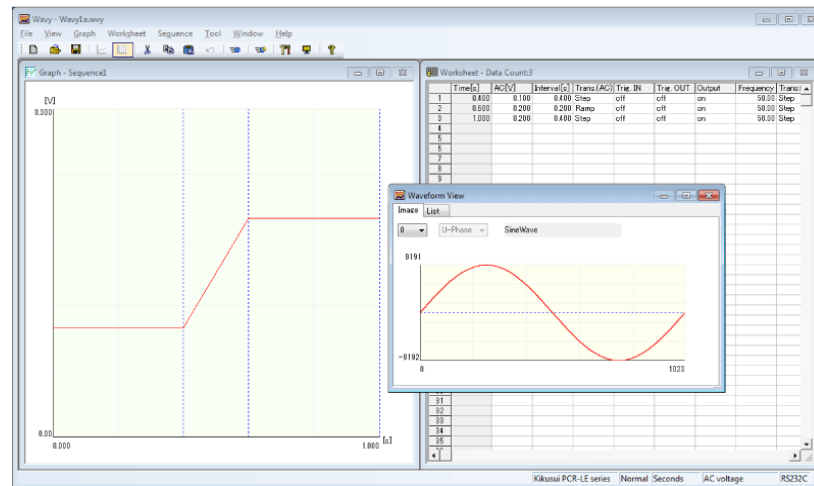 Wavy - Wavy1a.wvy
File View Graph Worksheet Sequence Tool Window Help
Graph - Sequence1
[V]
0.300
0.00
0.000
1.000
[s]
Worksheet - Data Count:3
Time[s] AC[V] Interval[s] Trans.(AC) Trig. IN Trig. OUT Output Frequency Trans.
1 0.400 0.100 0.400 Step off off on 50.00 Step
2 0.600 0.200 0.200 Ramp off off on 50.00 Step
3 1.000 0.200 0.400 Step off off on 50.00 Step
4
5
6
7
8
9
Waveform View
Image List
0 U-Phase SineWave
8191
-8192
0
1023
31
32
33
34
35
Kikusui PCR-LE series Normal Seconds AC voltage RS232C